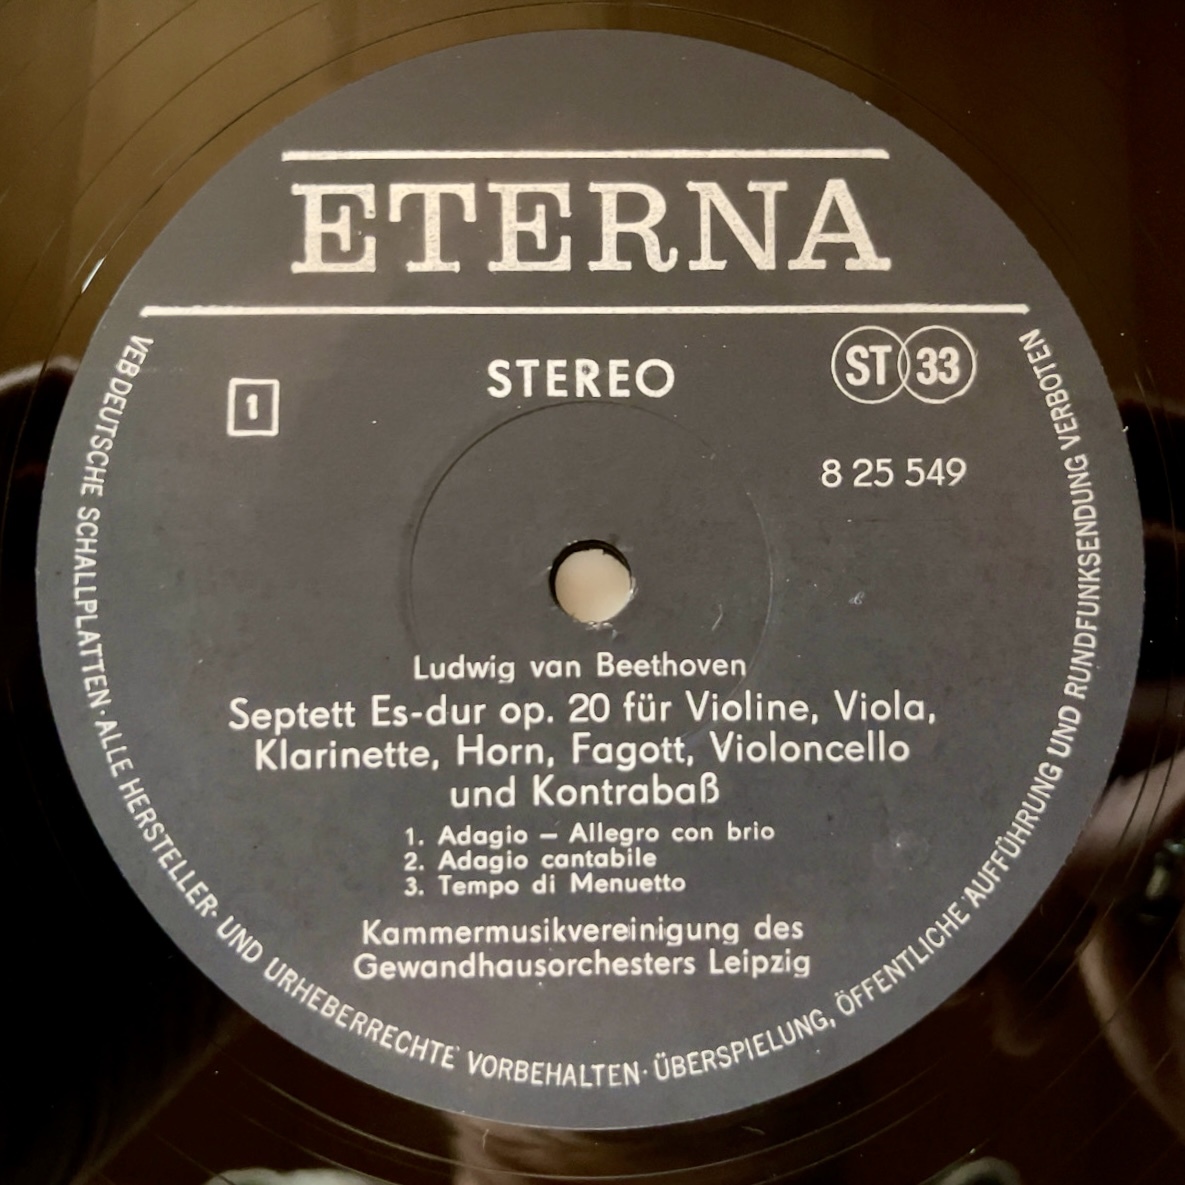 ETERNA
STEREO
ST 33
1
8 25 549
Ludwig van Beethoven
Septett Es-dur op. 20 für Violine, Viola,
Klarinette, Horn, Fagott, Violoncello
und Kontrabaß
1. Adagio – Allegro con brio
2. Adagio cantabile
3. Tempo di Menuetto
Kammermusikvereinigung des
Gewandhausorchesters Leipzig
VEB DEUTSCHE SCHALLPLATTEN · ALLE HERSTELLER- UND URHEBERRECHTE VORBEHALTEN · ÜBERSPIELUNG, ÖFFENTLICHE AUFFÜHRUNG UND RUNDFUNKSENDUNG VERBOTEN